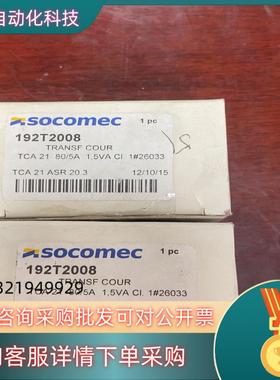 自动化科技
socomec
1 pc
192T2008
TRANSF COUR
TCA 21 80/5A 1,5VA Cl. 1#26033
TCA 21 ASR 20.3 12/10/15
socomec
1 pc
192T2008
TRANSF COUR
80/5A 1,5VA Cl. 1#26033
321949929
咨询采购批发可对公开票
客服详情下单采购